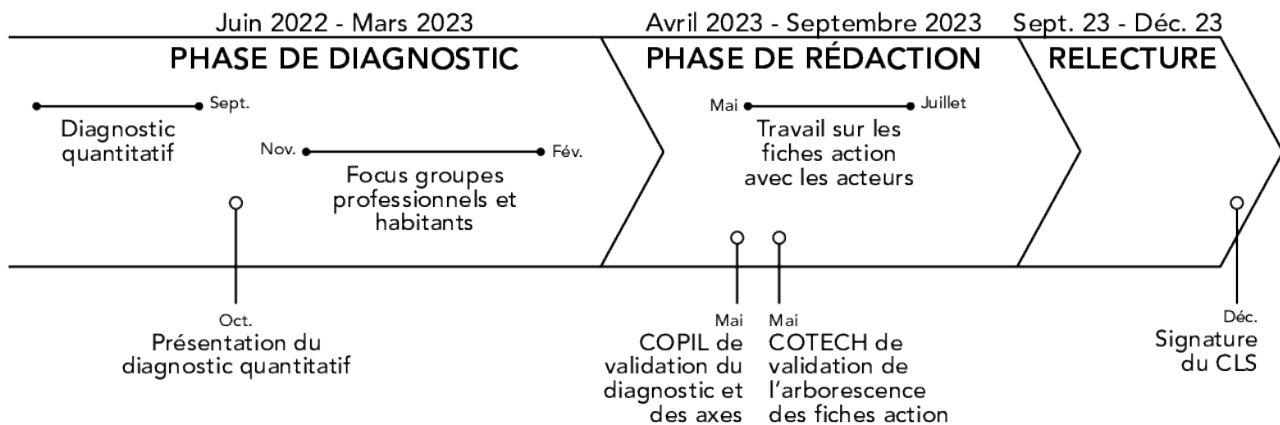 Juin 2022 - Mars 2023
PHASE DE DIAGNOSTIC
Sept.
Diagnostic
quantitatif
Nov.
Fév.
Focus groupes
professionnels et
habitants
Oct.
Présentation du
diagnostic quantitatif
Avril 2023 - Septembre 2023
PHASE DE RÉDACTION
Mai
Juillet
Travail sur les
fiches action
avec les acteurs
Mai
COPIL de
validation du
diagnostic et
des axes
Mai
COTECH de
validation de
l'arborescence
des fiches action
Sept. 23 - Déc. 23
RELECTURE
Déc.
Signature
du CLS